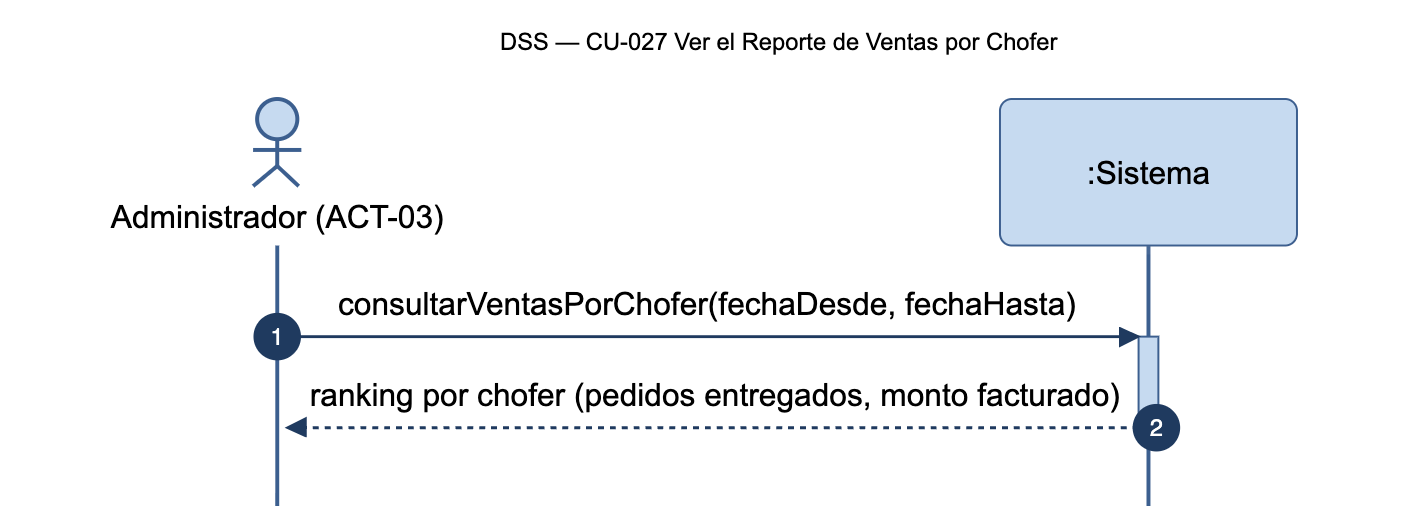 DSS — CU-027 Ver el Reporte de Ventas por Chofer
Administrador (ACT-03)
:Sistema
consultarVentasPorChofer(fechaDesde, fechaHasta)
1
ranking por chofer (pedidos entregados, monto facturado)
2